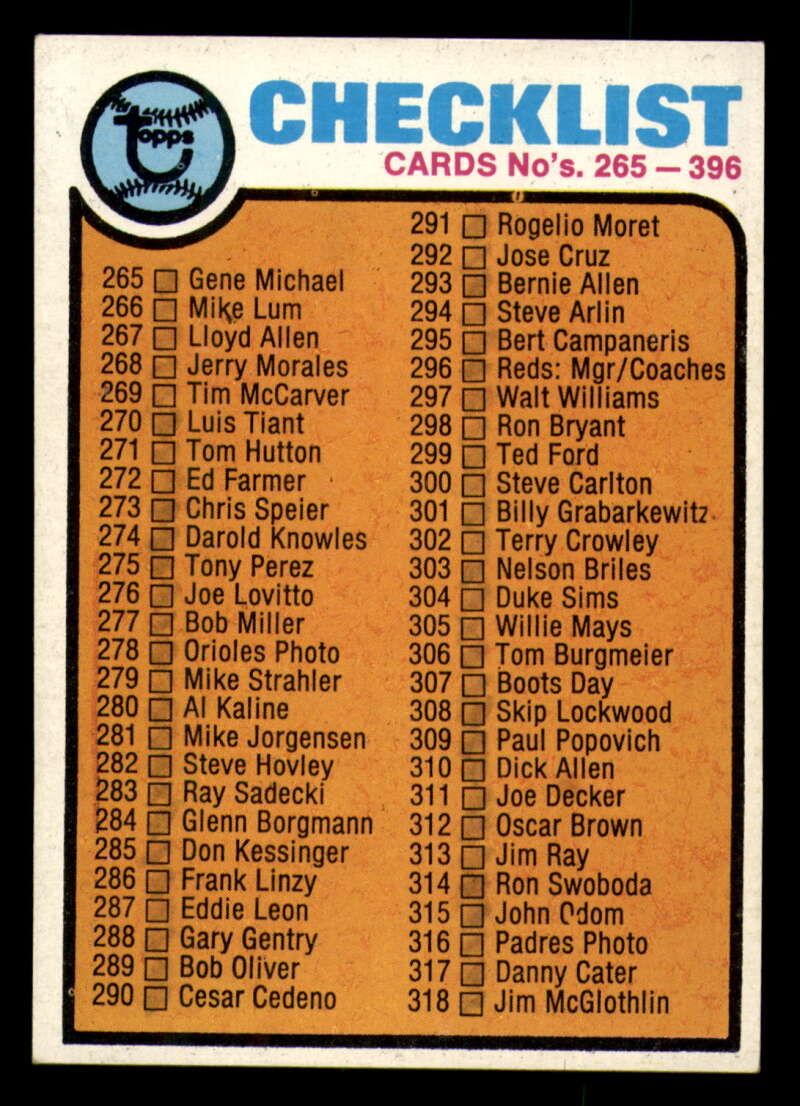 topps
CHECKLIST
CARDS No's. 265 – 396
265 Gene Michael
266 Mike Lum
267 Lloyd Allen
268 Jerry Morales
269 Tim McCarver
270 Luis Tiant
271 Tom Hutton
272 Ed Farmer
273 Chris Speier
274 Darold Knowles
275 Tony Perez
276 Joe Lovitto
277 Bob Miller
278 Orioles Photo
279 Mike Strahler
280 Al Kaline
281 Mike Jorgensen
282 Steve Hovley
283 Ray Sadecki
284 Glenn Borgmann
285 Don Kessinger
286 Frank Linzy
287 Eddie Leon
288 Gary Gentry
289 Bob Oliver
290 Cesar Cedeno
291 Rogelio Moret
292 Jose Cruz
293 Bernie Allen
294 Steve Arlin
295 Bert Campaneris
296 Reds: Mgr/Coaches
297 Walt Williams
298 Ron Bryant
299 Ted Ford
300 Steve Carlton
301 Billy Grabarkewitz
302 Terry Crowley
303 Nelson Briles
304 Duke Sims
305 Willie Mays
306 Tom Burgmeier
307 Boots Day
308 Skip Lockwood
309 Paul Popovich
310 Dick Allen
311 Joe Decker
312 Oscar Brown
313 Jim Ray
314 Ron Swoboda
315 John Odom
316 Padres Photo
317 Danny Cater
318 Jim McGlothlin